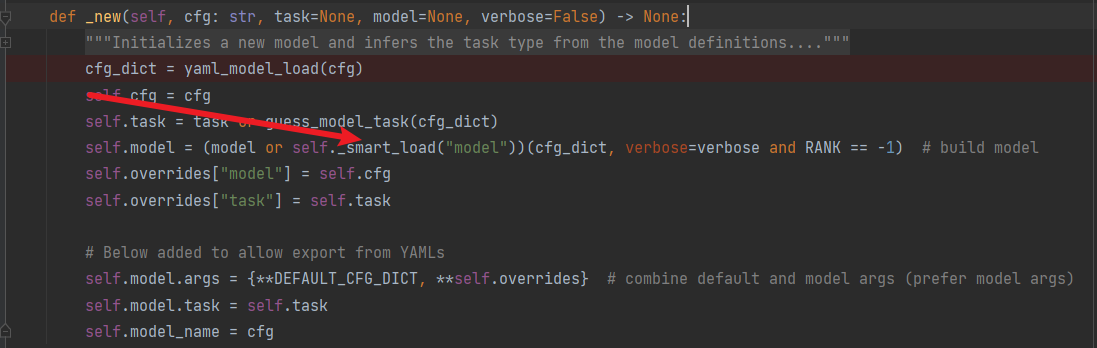 def _new(self, cfg: str, task=None, model=None, verbose=False) -> None:
"""Initializes a new model and infers the task type from the model definitions...."""
cfg_dict = yaml_model_load(cfg)
self.cfg = cfg
self.task = task or guess_model_task(cfg_dict)
self.model = (model or self._smart_load("model"))(cfg_dict, verbose=verbose and RANK == -1)  # build model
self.overrides["model"] = self.cfg
self.overrides["task"] = self.task
# Below added to allow export from YAMLs
self.model.args = {**DEFAULT_CFG_DICT, **self.overrides}  # combine default and model args (prefer model args)
self.model.task = self.task
self.model_name = cfg